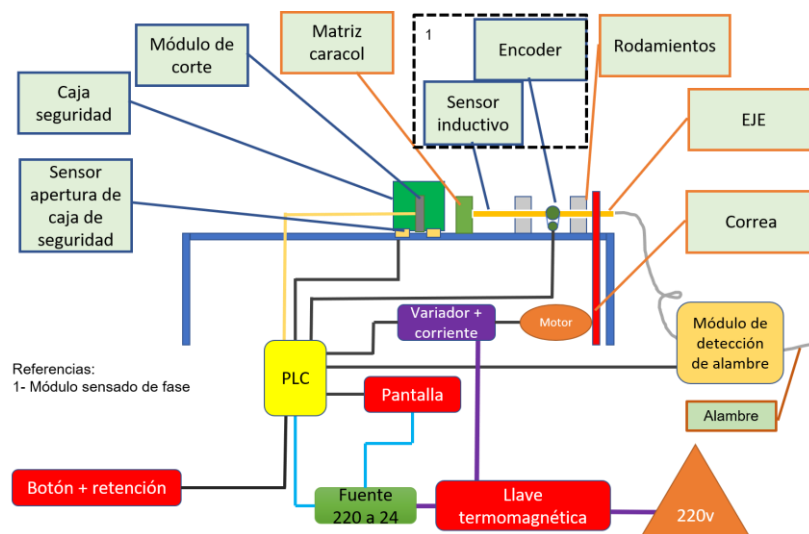 Módulo de
corte
Matriz
caracol
1
Encoder
Rodamientos
Caja
seguridad
Sensor
inductivo
EJE
Sensor
apertura de
caja de
seguridad
Correa
Variador +
corriente
Motor
Módulo de
detección
de alambre
Referencias:
1- Módulo sensado de fase
PLC
Pantalla
Alambre
Botón + retención
Fuente
220 a 24
Llave
termomagnética
220v